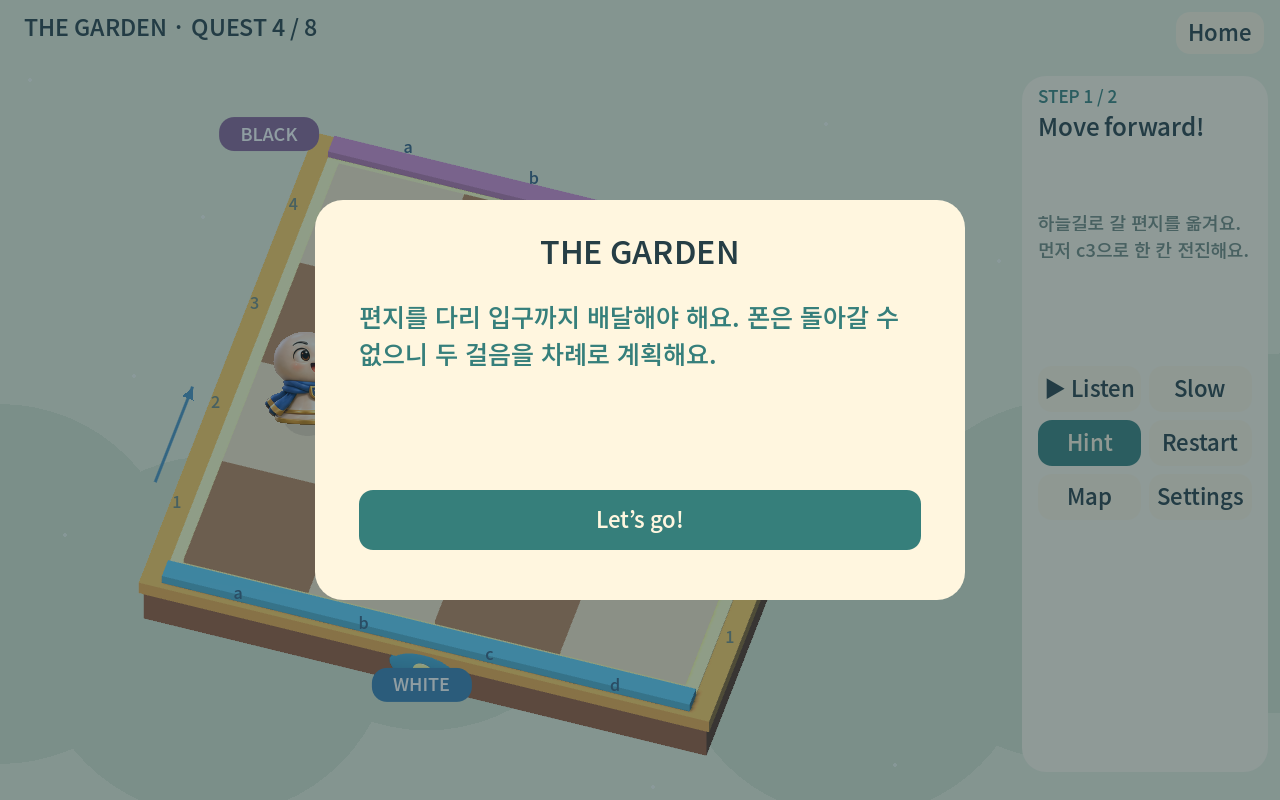 THE GARDEN · QUEST 4 / 8
Home
BLACK
a
b
4
3
2
1
THE GARDEN
편지를 다리 입구까지 배달해야 해요. 폰은 돌아갈 수
없으니 두 걸음을 차례로 계획해요.
Let’s go!
a
b
c
d
1
WHITE
STEP 1 / 2
Move forward!
하늘길로 갈 편지를 옮겨요.
먼저 c3으로 한 칸 전진해요.
▶ Listen
Slow
Hint
Restart
Map
Settings